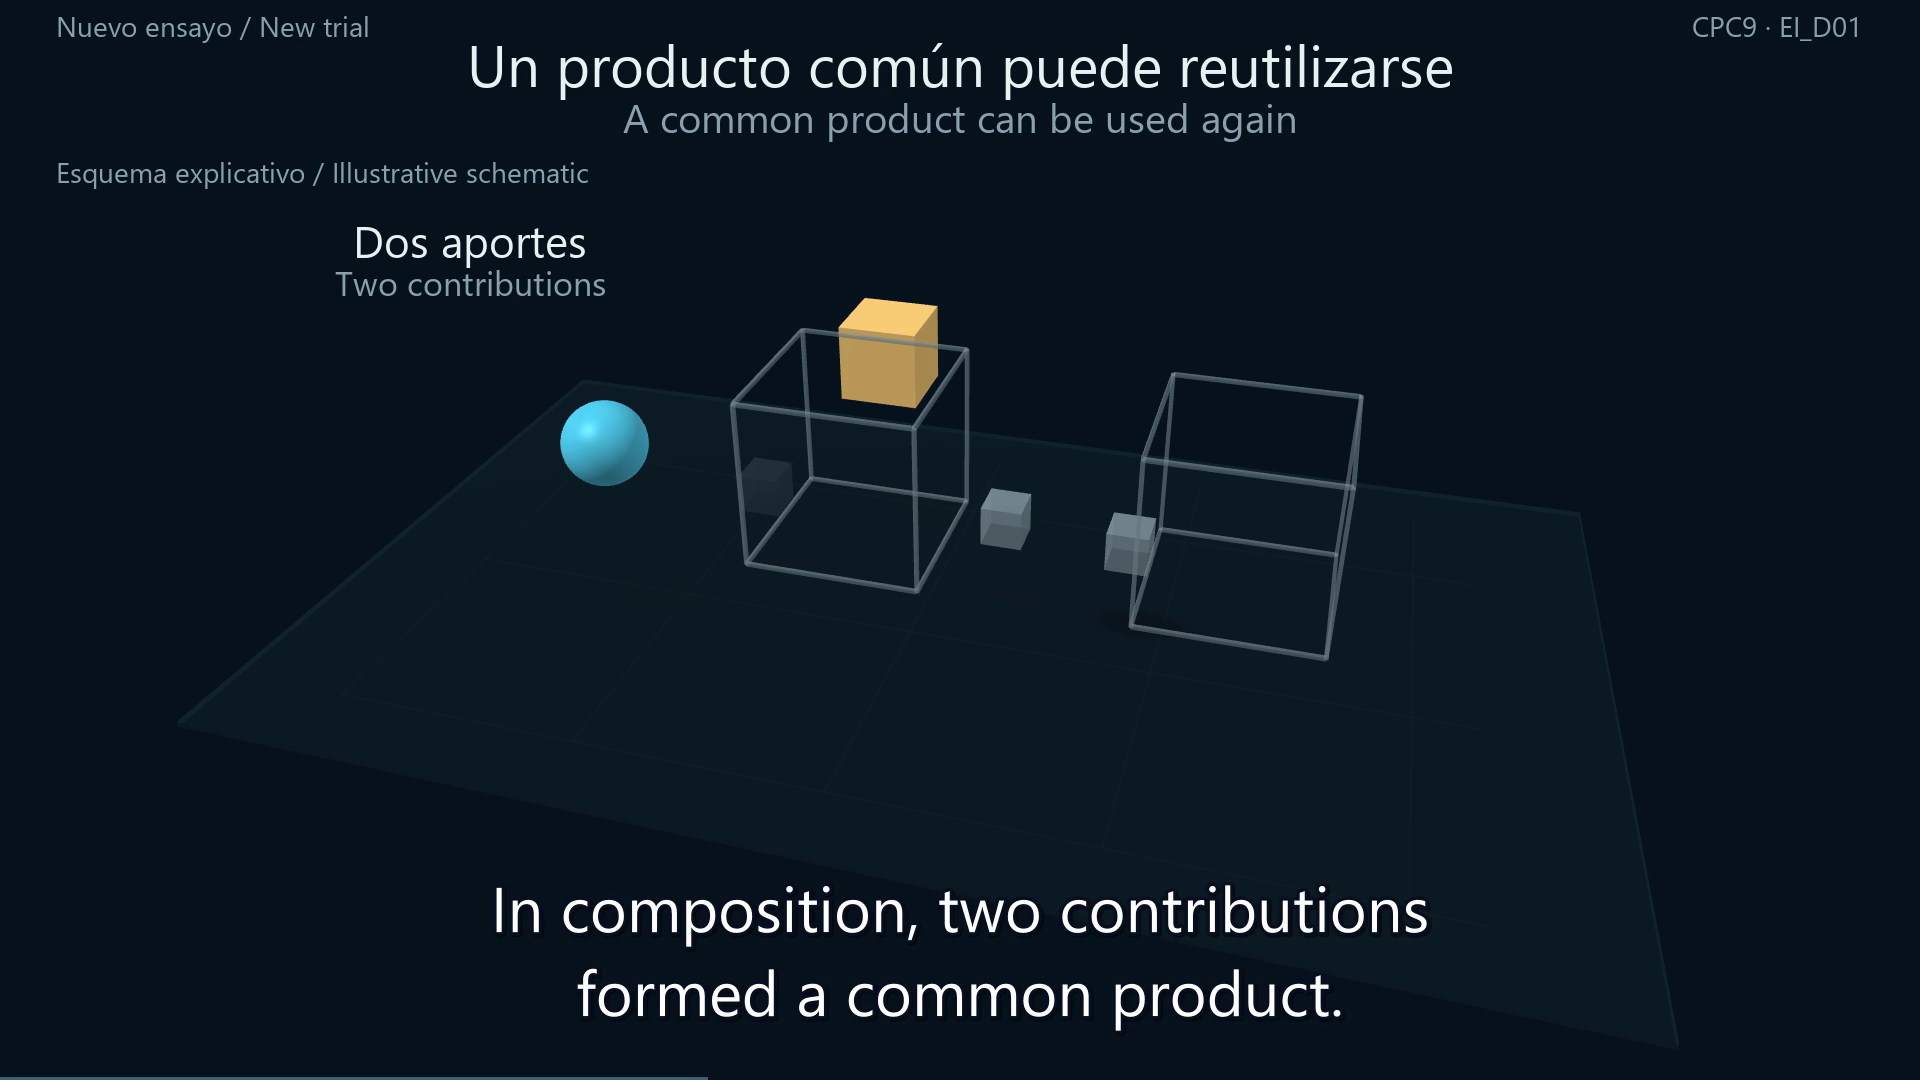 Nuevo ensayo / New trial
CPC9 · EI_D01
Un producto común puede reutilizarse
A common product can be used again
Esquema explicativo / Illustrative schematic
Dos aportes
Two contributions
In composition, two contributions
formed a common product.